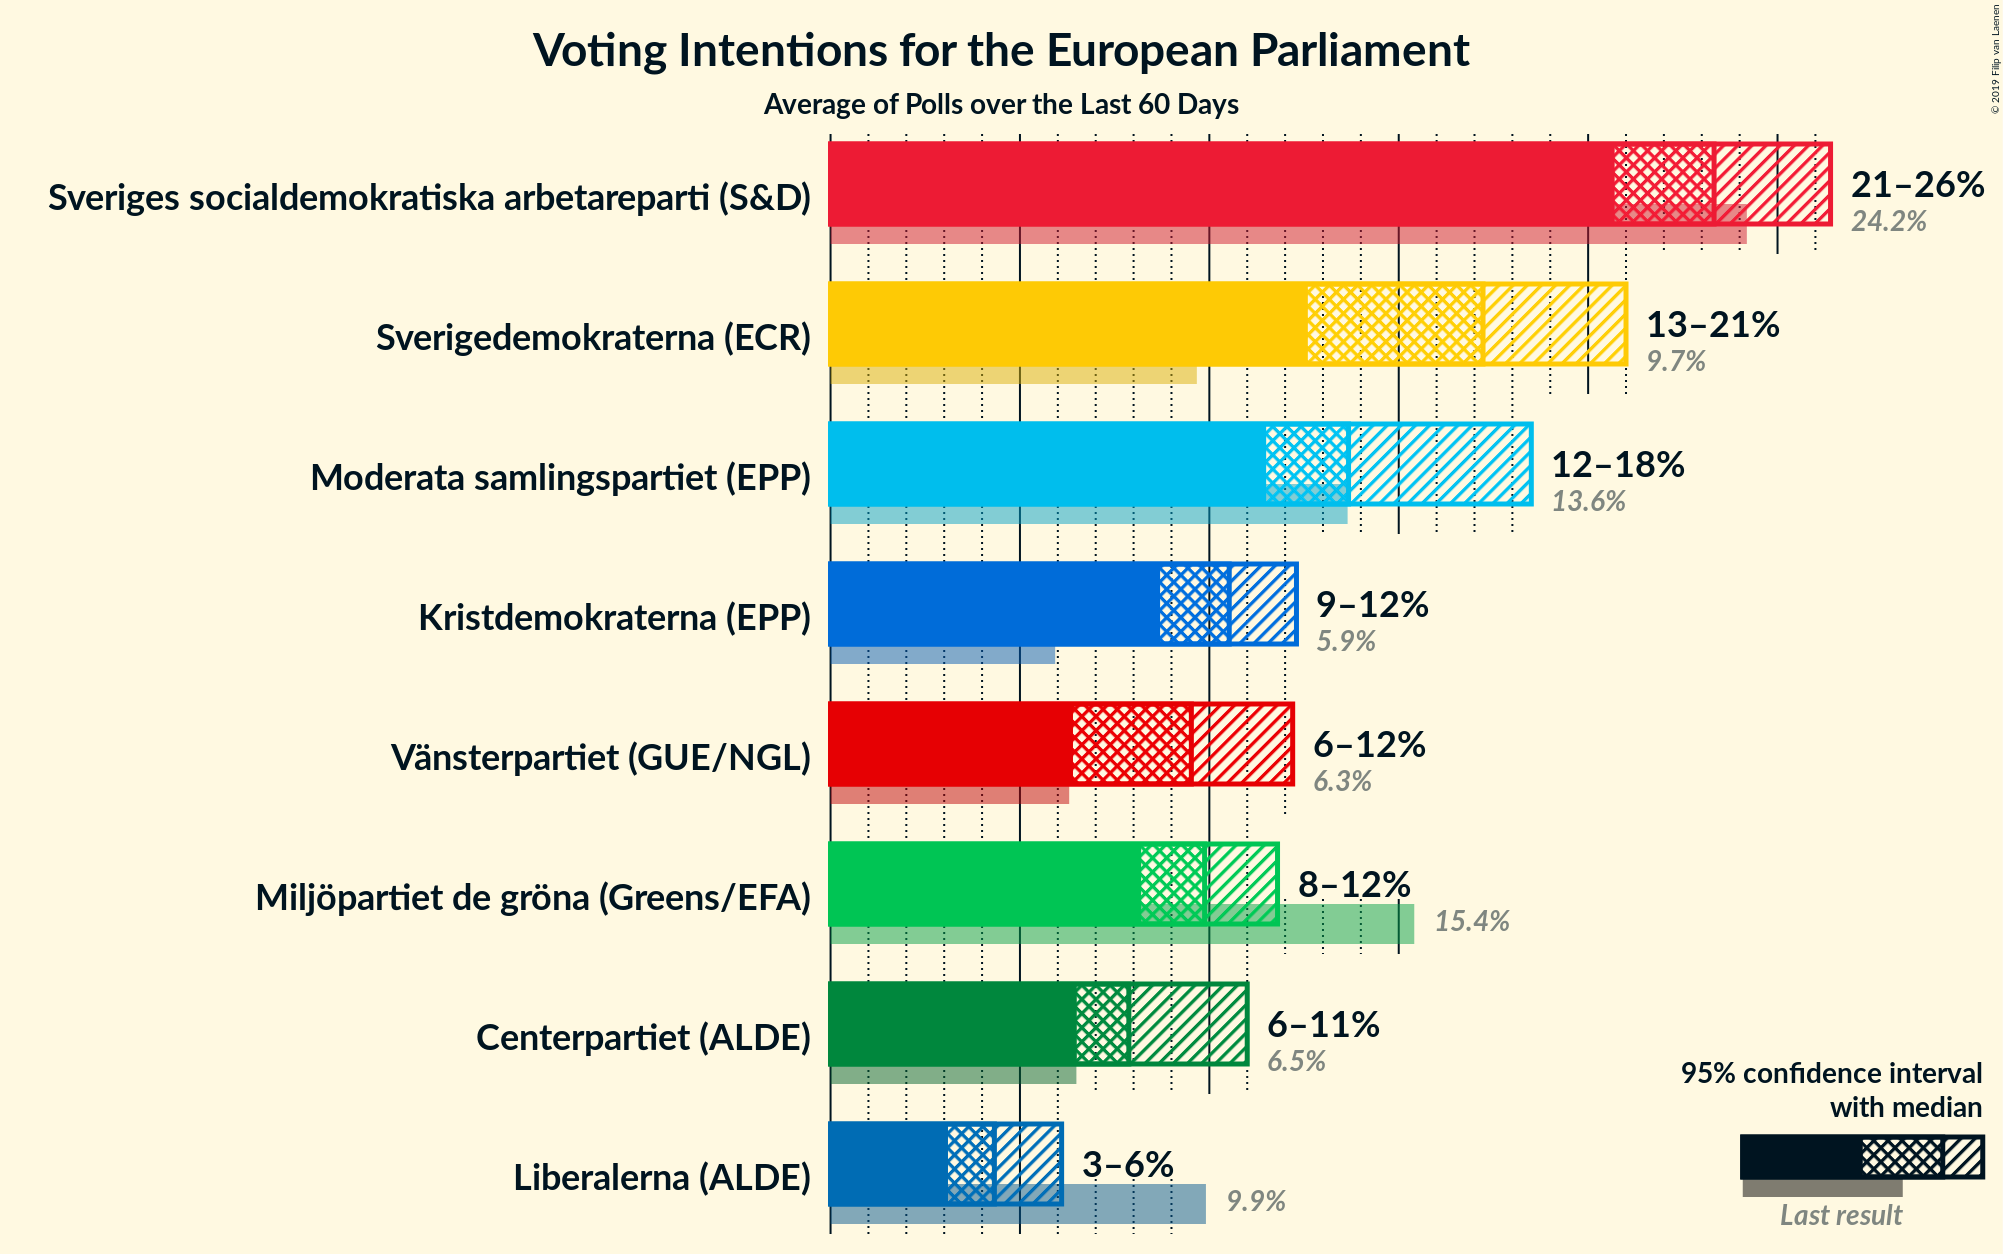 Voting Intentions for the European Parliament
Average of Polls over the Last 60 Days
© 2019 Filip van Laenen
Sveriges socialdemokratiska arbetareparti (S&D)
21–26%
24.2%
Sverigedemokraterna (ECR)
13–21%
9.7%
Moderata samlingspartiet (EPP)
12–18%
13.6%
Kristdemokraterna (EPP)
9–12%
5.9%
Vänsterpartiet (GUE/NGL)
6–12%
6.3%
Miljöpartiet de gröna (Greens/EFA)
8–12%
15.4%
Centerpartiet (ALDE)
6–11%
6.5%
Liberalerna (ALDE)
3–6%
9.9%
95% confidence interval
with median
Last result